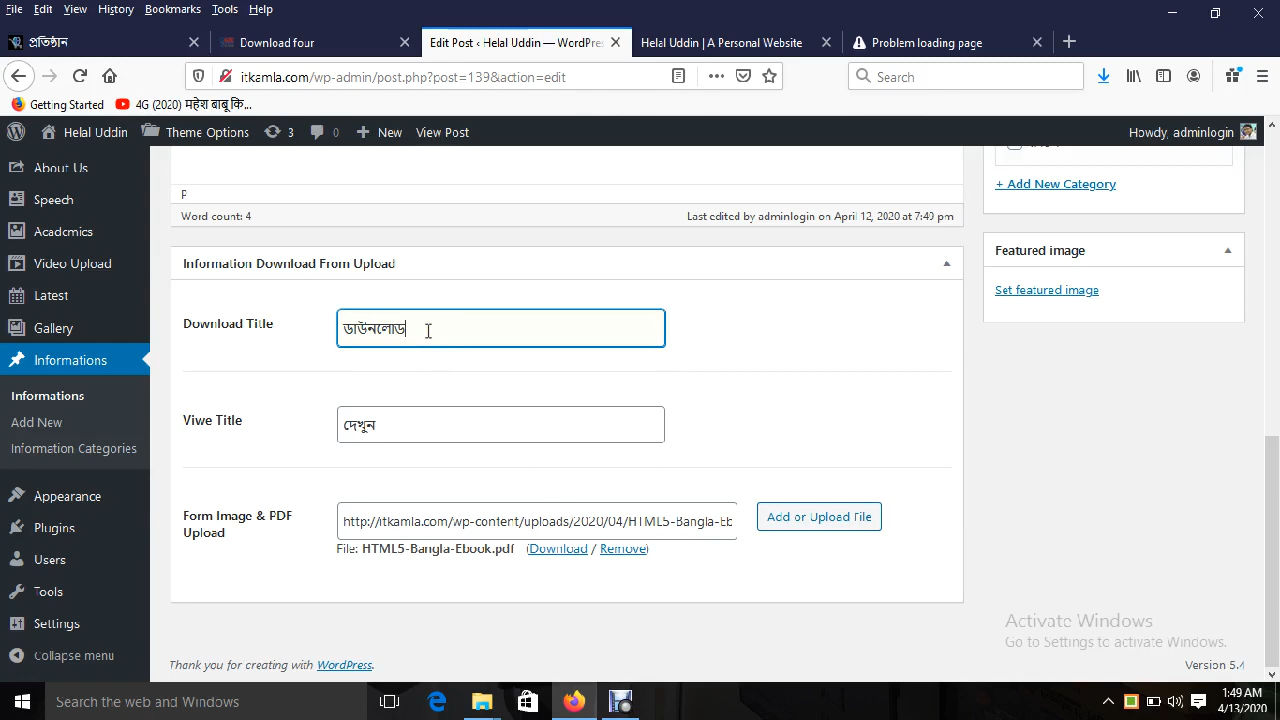 File Edit View History Bookmarks Tools Help
প্রতিষ্ঠান Download four Edit Post ‹ Helal Uddin — WordPres Helal Uddin | A Personal Website Problem loading page
itkamla.com/wp-admin/post.php?post=139&action=edit Search
Getting Started 4G (2020) महेश बाबू कि...
Helal Uddin Theme Options 3 0 New View Post Howdy, adminlogin
About Us
+ Add New Category
p
Speech
Word count: 4 Last edited by adminlogin on April 12, 2020 at 7:49 pm
Acadmics
Video Upload
Information Download From Upload
Featured image
Latest
Set featured image
Gallery
Download Title ডাউনলোড
Informations
Informations
Add New
Viwe Title দেখুন
Information Categories
Appearance
Form Image & PDF Upload http://itkamla.com/wp-content/uploads/2020/04/HTML5-Bangla-Eb Add or Upload File
Plugins
File: HTML5-Bangla-Ebook.pdf (Download / Remove)
Users
Tools
Settings
Activate Windows
Go to Settings to activate Windows.
Collapse menu
Thank you for creating with WordPress. Version 5.4
Search the web and Windows 1:49 AM
4/13/2020